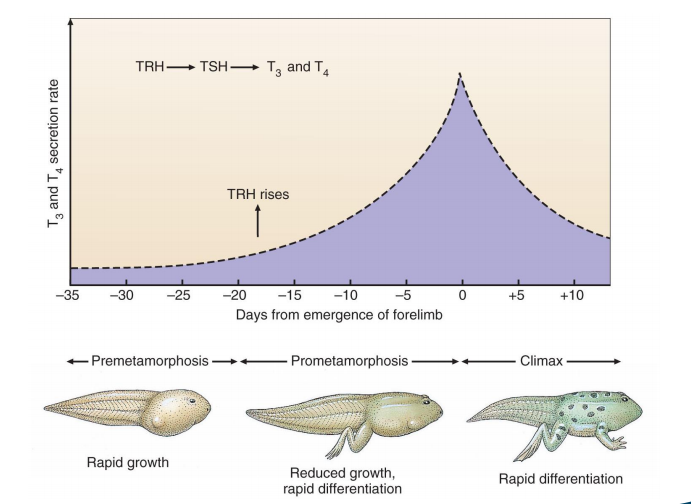 TRH → TSH → T₃ and T₄
T₃ and T₄ secretion rate
TRH rises
–35 –30 –25 –20 –15 –10 –5 0 +5 +10
Days from emergence of forelimb
Premetamorphosis Prometamorphosis Climax
Rapid growth
Reduced growth,
rapid differentiation
Rapid differentiation